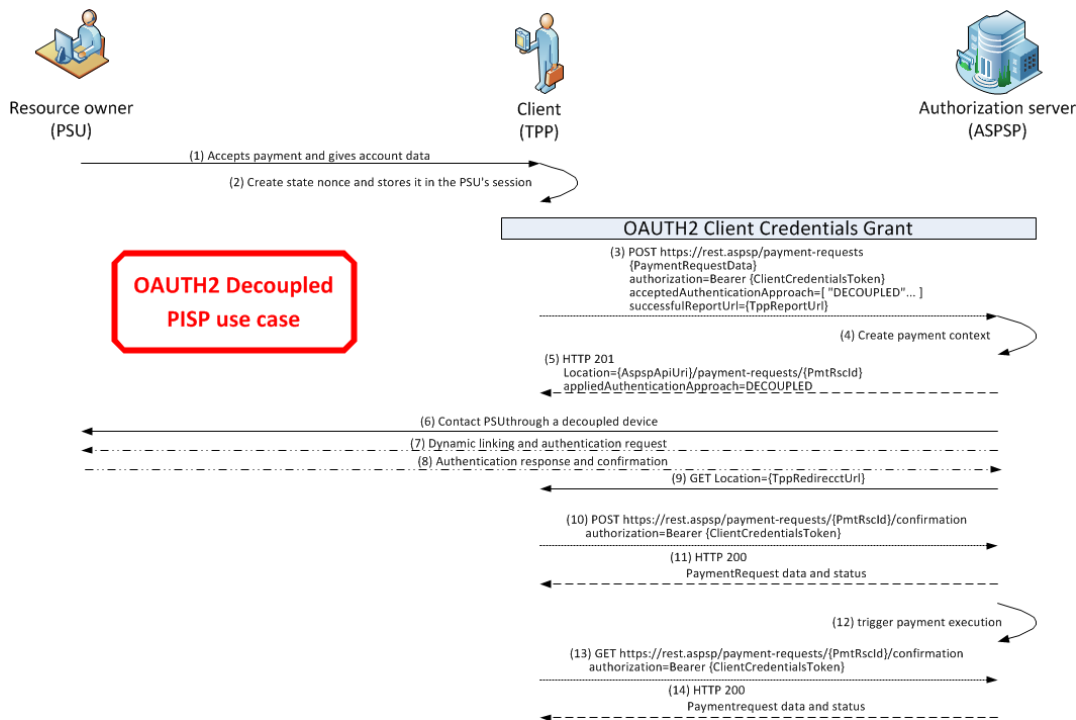 Resource owner
(PSU)
Client
(TPP)
Authorization server
(ASPSP)
(1) Accepts payment and gives account data
(2) Create state nonce and stores it in the PSU's session
OAUTH2 Client Credentials Grant
(3) POST https://rest.aspsp/payment-requests
{PaymentRequestData}
authorization=Bearer {ClientCredentialsToken}
acceptedAuthenticationApproach=[ "DECOUPLED"... ]
successfulReportUrl={TppReportUrl}
OAUTH2 Decoupled
PISP use case
(4) Create payment context
(5) HTTP 201
Location={AspspApiUri}/payment-requests/{PmtRscId}
appliedAuthenticationApproach=DECOUPLED
(6) Contact PSUthrough a decoupled device
(7) Dynamic linking and authentication request
(8) Authentication response and confirmation
(9) GET Location={TppRedirecctUrl}
(10) POST https://rest.aspsp/payment-requests/{PmtRscId}/confirmation
authorization=Bearer {ClientCredentialsToken}
(11) HTTP 200
PaymentRequest data and status
(12) trigger payment execution
(13) GET https://rest.aspsp/payment-requests/{PmtRscId}/confirmation
authorization=Bearer {ClientCredentialsToken}
(14) HTTP 200
Paymentrequest data and status